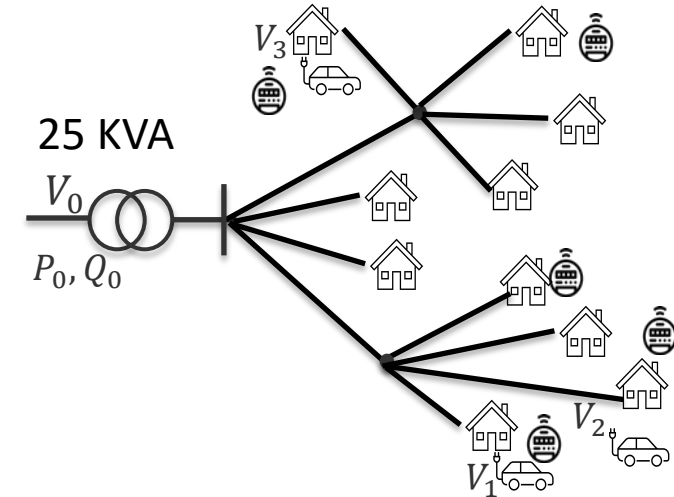 V₃
25 KVA
V₀
P₀, Q₀
V₂
V₁